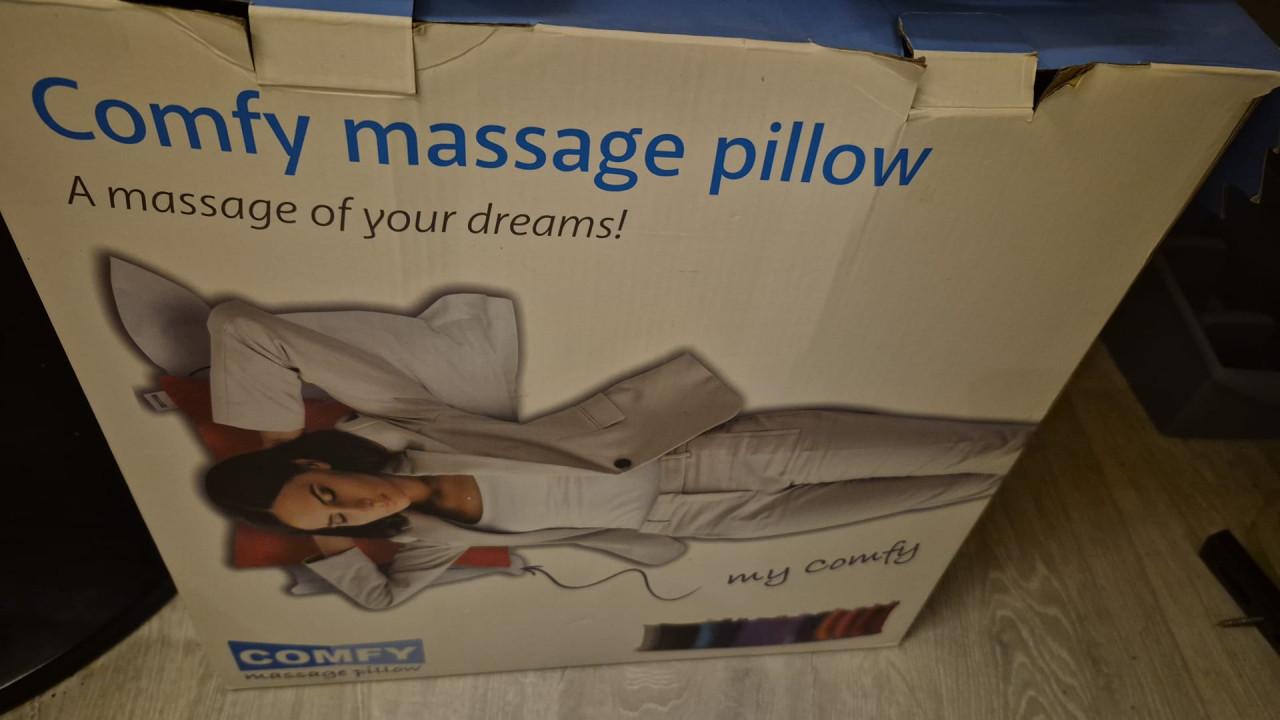 Comfy massage pillow
A massage of your dreams!
my comfy
COMFY
massage pillow